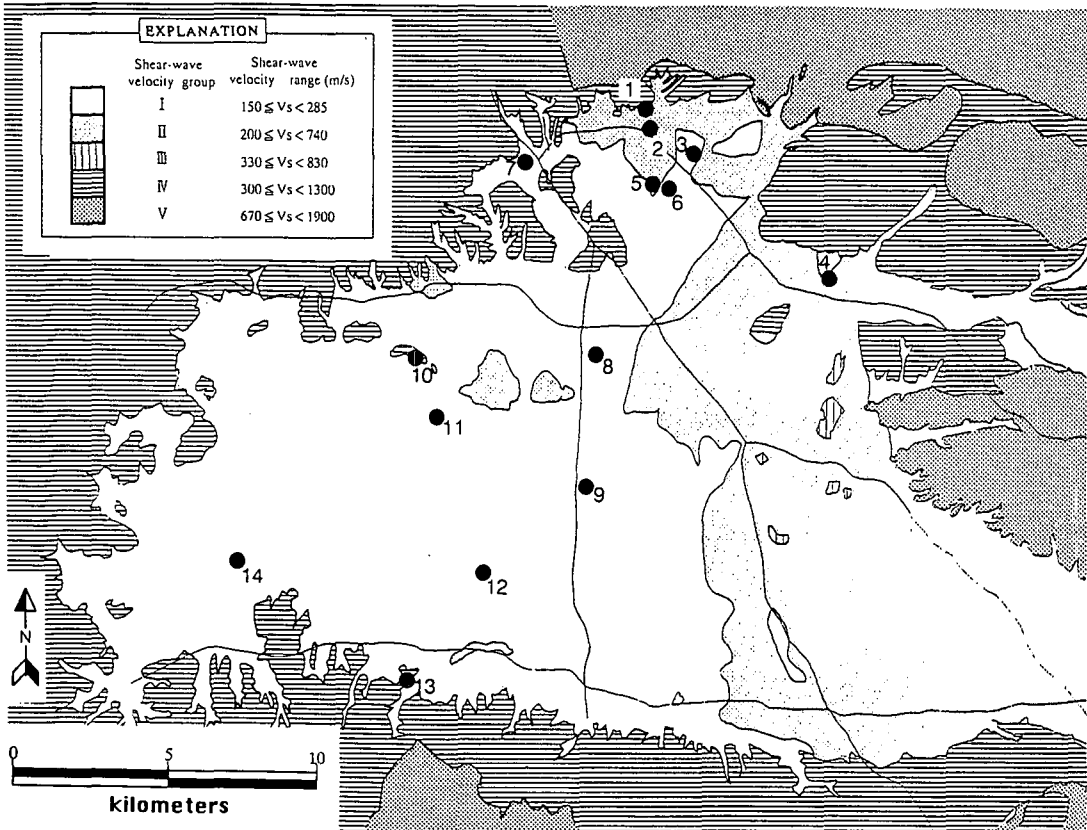 EXPLANATION
Shear-wave velocity group
Shear-wave velocity range (m/s)
I 150 ≦ Vs < 285
II 200 ≦ Vs < 740
III 330 ≦ Vs < 830
IV 300 ≦ Vs < 1300
V 670 ≦ Vs < 1900
1
2
3
5
6
4
8
10
11
9
14
12
N
13
0 5 10
kilometers